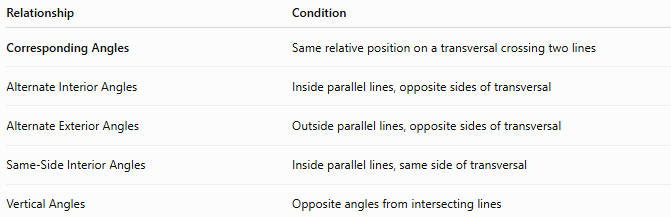 Relationship Condition
Corresponding Angles Same relative position on a transversal crossing two lines
Alternate Interior Angles Inside parallel lines, opposite sides of transversal
Alternate Exterior Angles Outside parallel lines, opposite sides of transversal
Same-Side Interior Angles Inside parallel lines, same side of transversal
Vertical Angles Opposite angles from intersecting lines